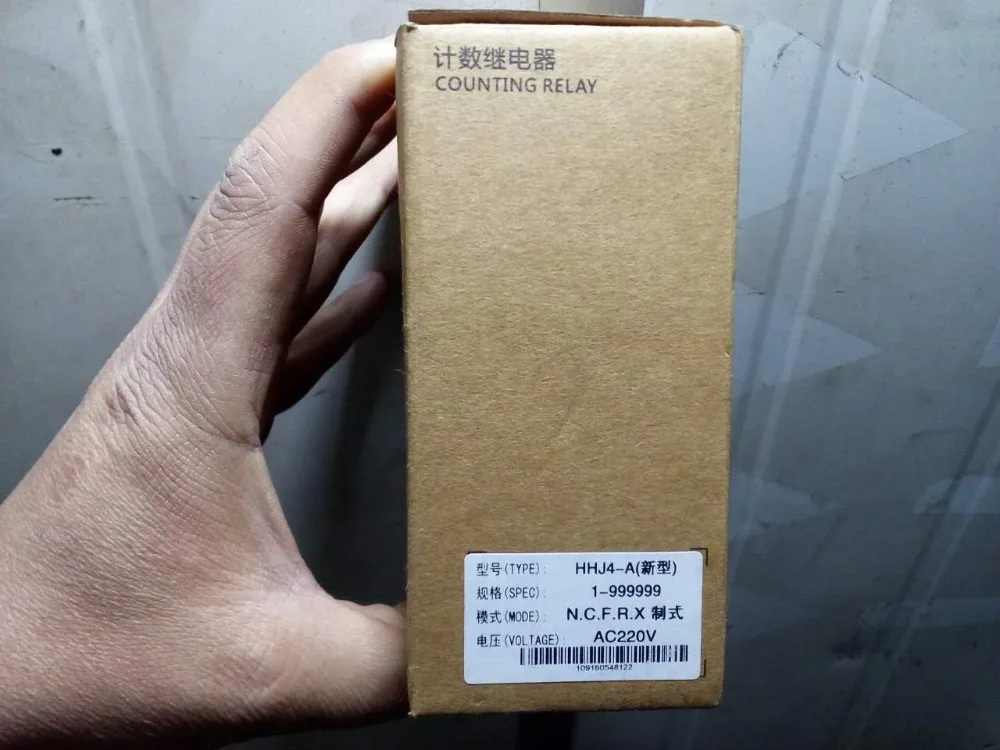 计数继电器
COUNTING RELAY
型号(TYPE): HHJ4-A(新型)
规格(SPEC): 1-999999
模式(MODE): N.C.F.R.X 制式
电压(VOLTAGE): AC220V
109160548122